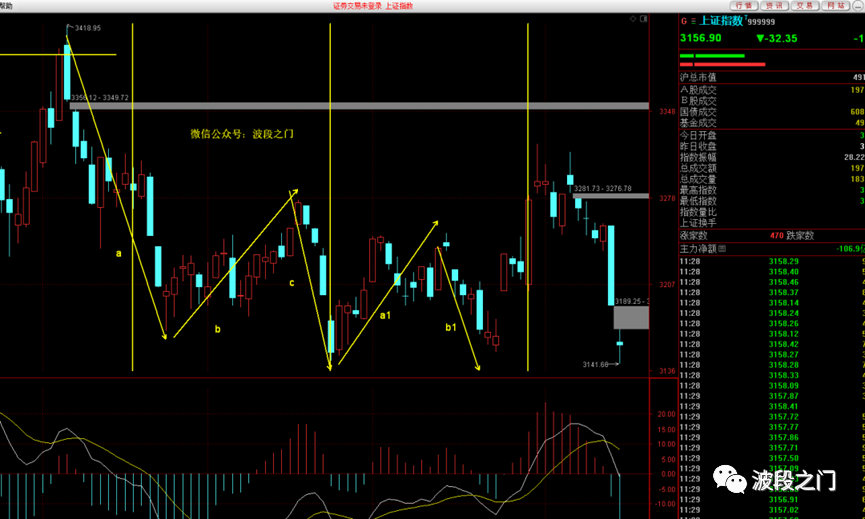 帮助
证券交易未登录 上证指数
行情 资讯 交易 网站
3418.95
3356.12-3349.72
微信公众号：波段之门
a
b
c
a1
b1
3281.73-3276.78
3189.25-3
3141.60
3348
3278
3207
3136
20.00
15.00
10.00
5.00
0.00
-5.00
-10.00
G 上证指数 999999
3156.90 ▼-32.35 -1
沪总市值 491
A股成交 197
B股成交
国债成交 608
基金成交 49
今日开盘 3
昨日收盘 3
指数振幅 28.22
总成交额 197
总成交量 183
最高指数 3
最低指数 3
指数量比
上证换手
涨家数 470 跌家数
主力净额 -106.9亿
11:28 3158.29
11:28 3158.40
11:28 3158.46
11:28 3158.37
11:28 3158.14
11:28 3158.24
11:28 3158.26
11:28 3158.12
11:28 3158.42
11:28 3158.27
11:28 3158.28
11:28 3158.33
11:28 3158.09
11:29 3157.87
11:29 3158.41
11:29 3157.72
11:29 3157.77
11:29 3157.86
11:29 3157.71
11:29 3157.50
11:29
11:29
11:29
11:29 3156.91
11:29 3157.02
波段之门